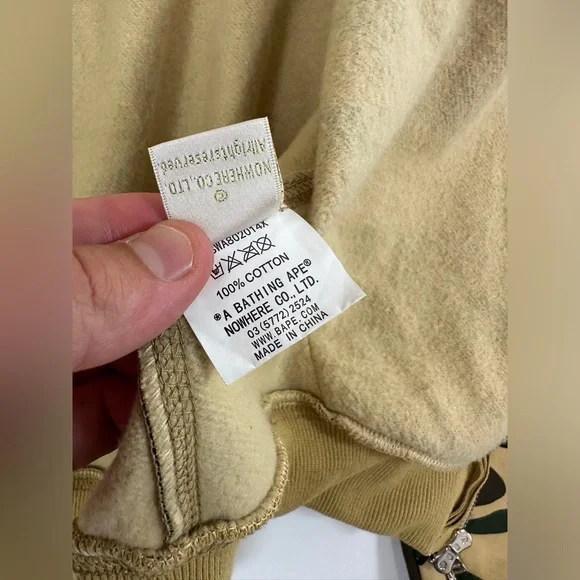 Allrightsreserved.
NOWHERE CO.,LTD
©
100% COTTON
®A BATHING APE®
NOWHERE CO., LTD.
03 (5772) 2524
WWW.BAPE.COM
MADE IN CHINA